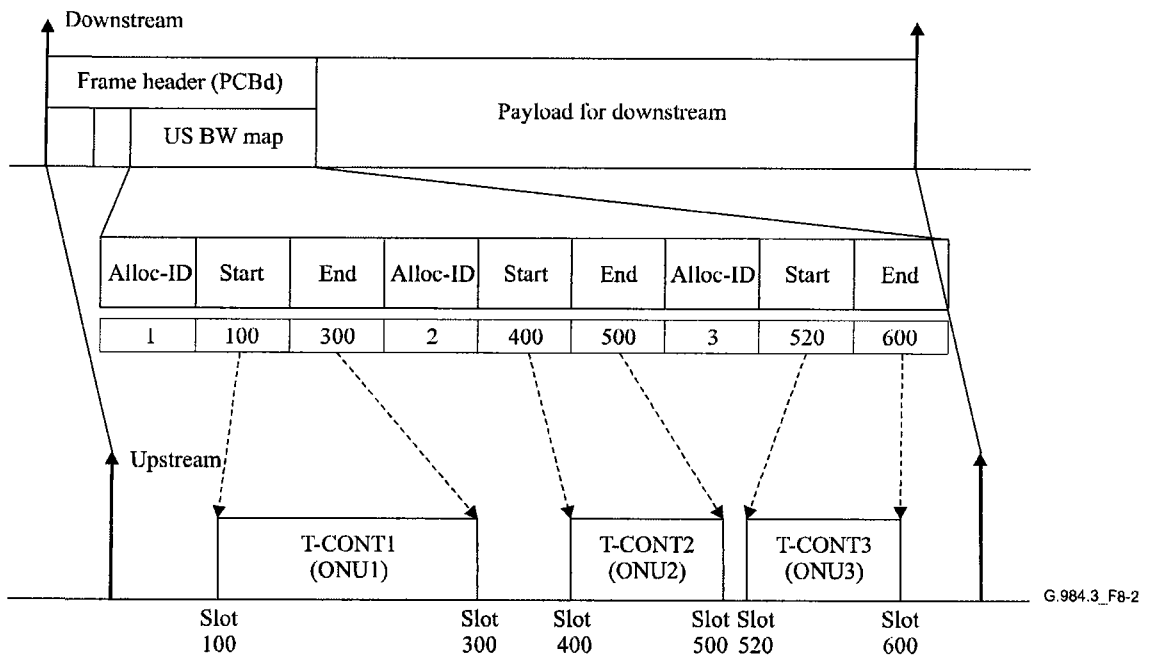 Downstream
Frame header (PCBd)
Payload for downstream
US BW map
Alloc-ID Start End Alloc-ID Start End Alloc-ID Start End
1 100 300 2 400 500 3 520 600
Upstream
T-CONT1
(ONU1)
T-CONT2
(ONU2)
T-CONT3
(ONU3)
Slot
100
Slot
300
Slot
400
Slot
500
Slot
520
Slot
600
G.984.3_F8-2